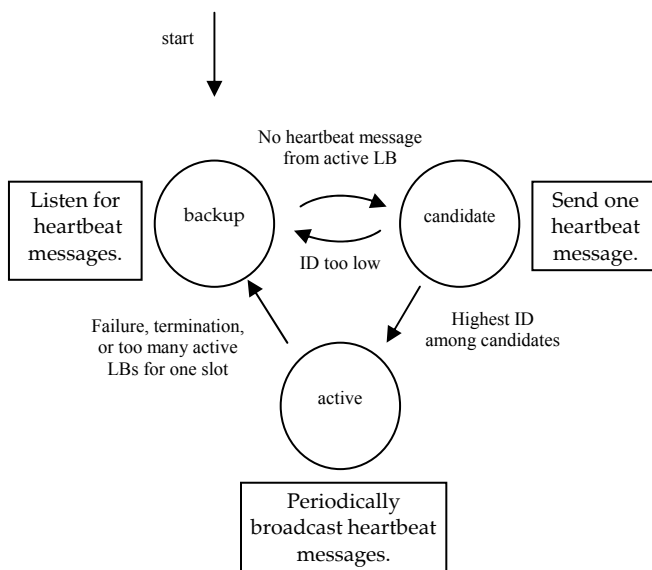 start
No heartbeat message
from active LB
Listen for
heartbeat
messages.
backup
candidate
Send one
heartbeat
message.
ID too low
Failure, termination,
or too many active
LBs for one slot
Highest ID
among candidates
active
Periodically
broadcast heartbeat
messages.